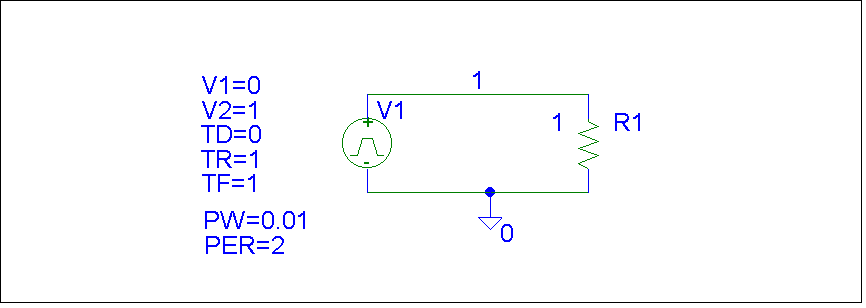 V1=0
V2=1
TD=0
TR=1
TF=1
PW=0.01
PER=2
1
V1
+
-
1 R1
0